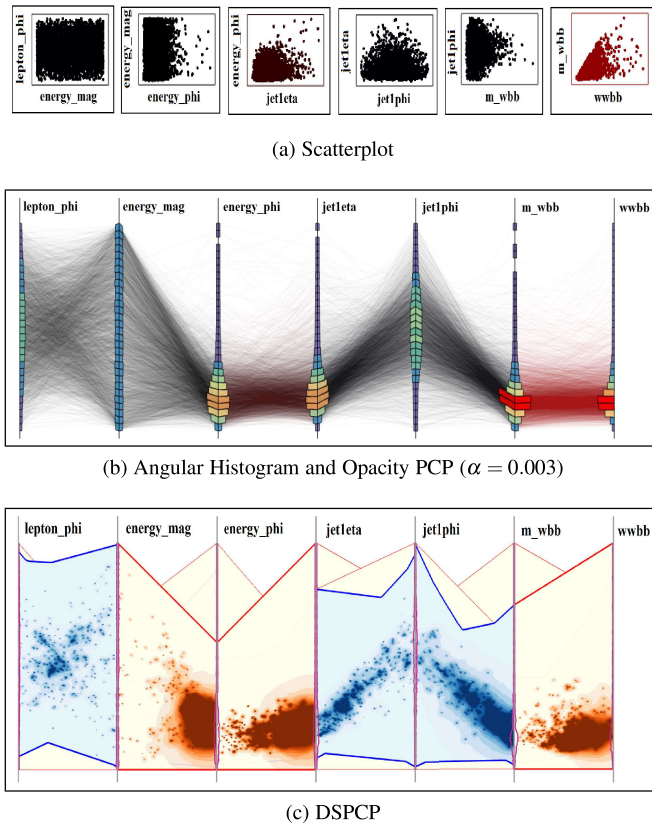 lepton_phi energy_mag energy_phi jet1eta jet1phi m_wbb
energy_mag energy_phi jet1eta jet1phi m_wbb wwbb
(a) Scatterplot
lepton_phi energy_mag energy_phi jet1eta jet1phi m_wbb wwbb
(b) Angular Histogram and Opacity PCP (α = 0.003)
lepton_phi energy_mag energy_phi jet1eta jet1phi m_wbb wwbb
(c) DSPCP